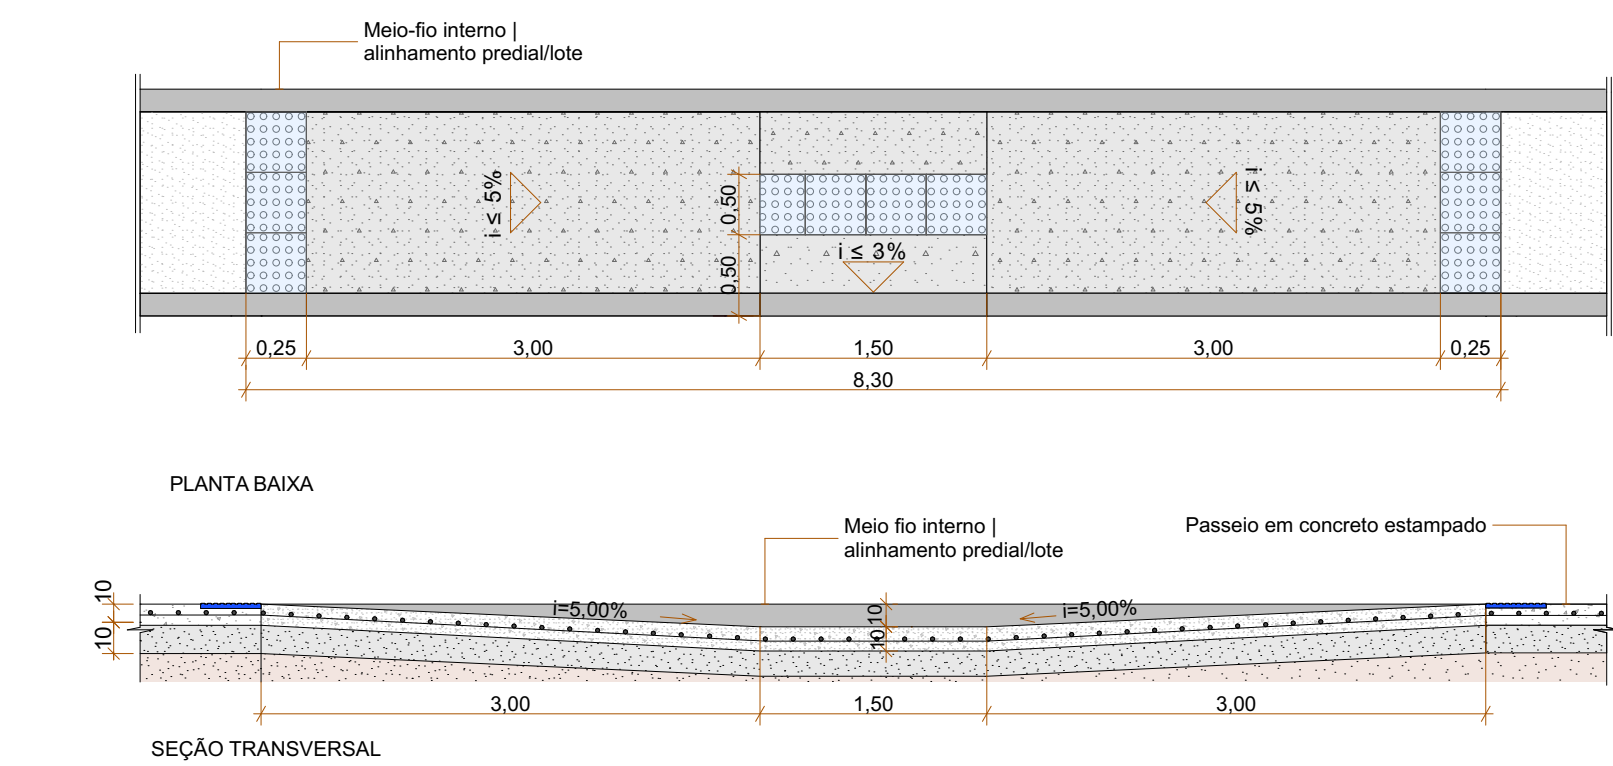 Meio-fio interno |
alinhamento predial/lote
i ≤ 5%
0,50
0,50
i ≤ 3%
i ≤ 5%
0,25
3,00
1,50
3,00
0,25
8,30
PLANTA BAIXA
Meio fio interno |
alinhamento predial/lote
Passeio em concreto estampado
10
10
i=5,00%
10
10
i=5,00%
3,00
1,50
3,00
SEÇÃO TRANSVERSAL